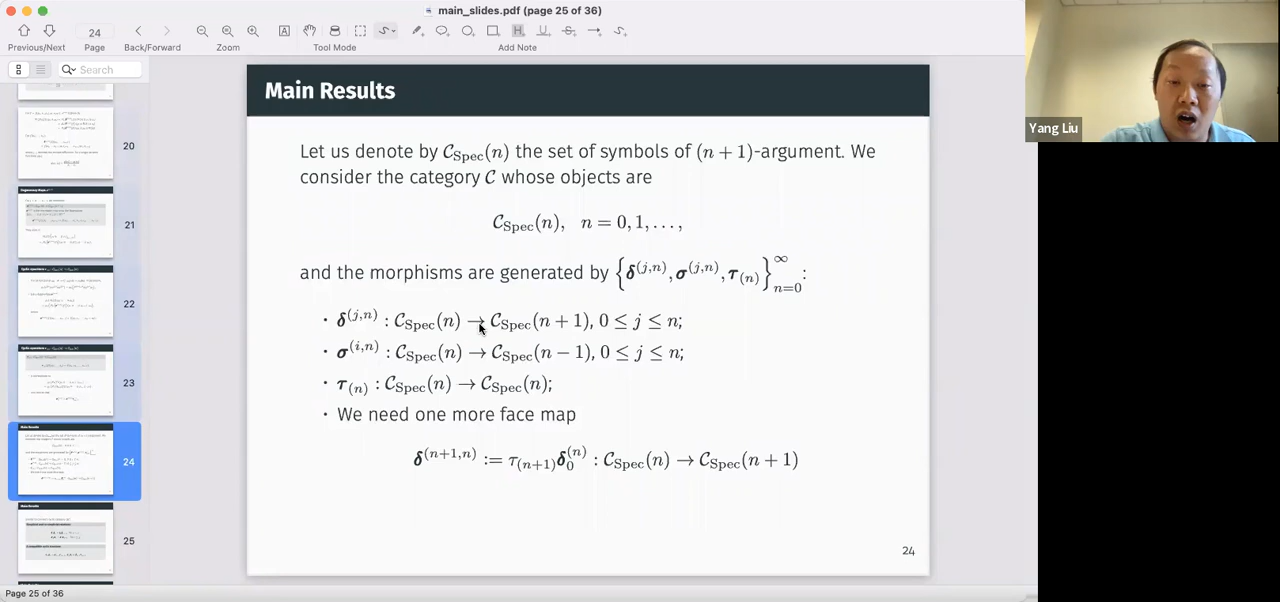 main_slides.pdf (page 25 of 36)
24
Previous/Next
Page
Back/Forward
Zoom
Tool Mode
Add Note
Search
Yang Liu
20
21
22
23
24
25
Main Results
Let us denote by 𝒞_Spec(n) the set of symbols of (n + 1)-argument. We
consider the category 𝒞 whose objects are
𝒞_Spec(n), n = 0, 1, . . . ,
and the morphisms are generated by {δ^(j,n), σ^(j,n), τ_(n)}_{n=0}^∞ :
· δ^(j,n) : 𝒞_Spec(n) → 𝒞_Spec(n + 1), 0 ≤ j ≤ n;
· σ^(i,n) : 𝒞_Spec(n) → 𝒞_Spec(n − 1), 0 ≤ j ≤ n;
· τ_(n) : 𝒞_Spec(n) → 𝒞_Spec(n);
· We need one more face map
δ^(n+1,n) := τ_(n+1)δ_0^(n) : 𝒞_Spec(n) → 𝒞_Spec(n + 1)
24
Page 25 of 36